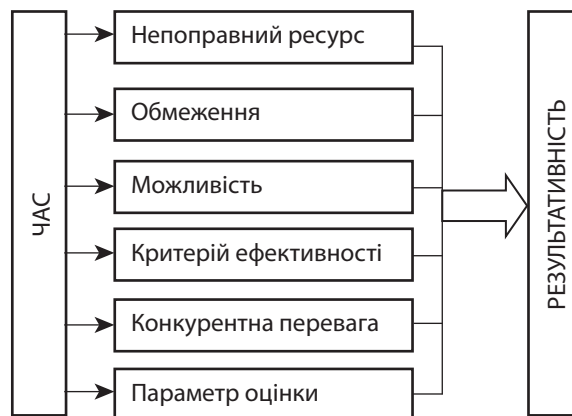 ЧАС
Непоправний ресурс
Обмеження
Можливість
Критерій ефективності
Конкурентна перевага
Параметр оцінки
РЕЗУЛЬТАТИВНІСТЬ